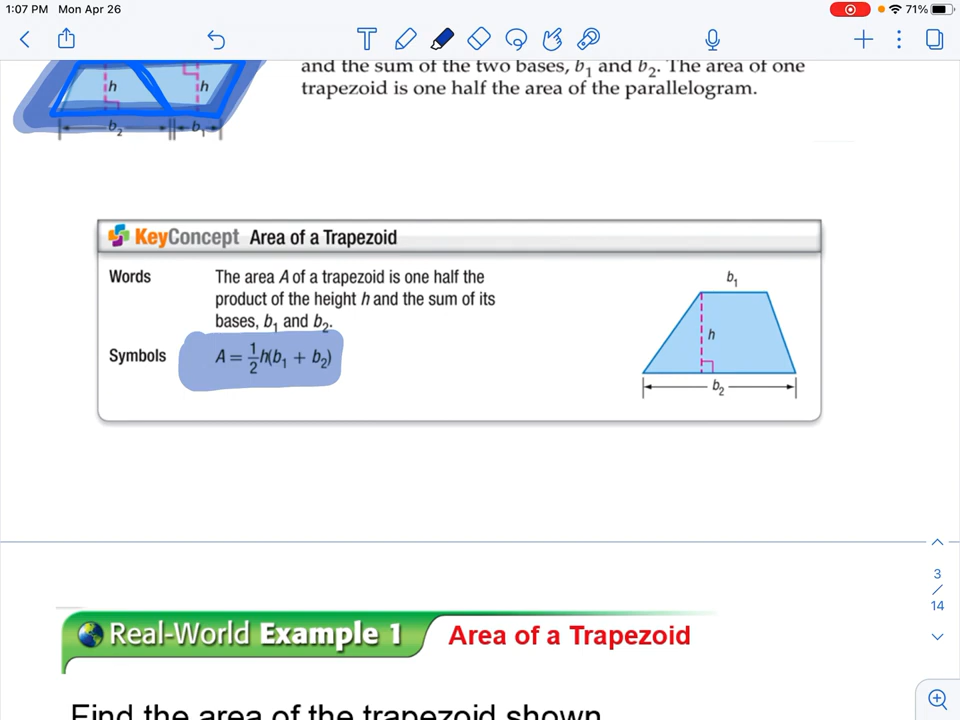 1:07 PM Mon Apr 26
71%
T
and the sum of the two bases, b₁ and b₂. The area of one
trapezoid is one half the area of the parallelogram.
h h
b₂ b₁
KeyConcept Area of a Trapezoid
Words The area A of a trapezoid is one half the
product of the height h and the sum of its
bases, b₁ and b₂.
Symbols A = 1/2 h(b₁ + b₂)
b₁
h
b₂
3
/
14
Real-World Example 1 Area of a Trapezoid
Find the area of the trapezoid shown